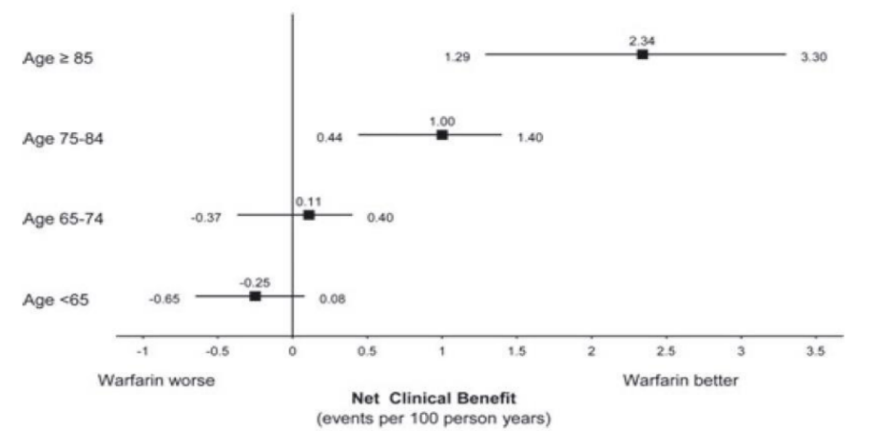 2.34
Age ≥ 85 1.29 3.30
1.00
Age 75-84 0.44 1.40
0.11
Age 65-74 -0.37 0.40
-0.25
Age <65 -0.65 0.08
-1 -0.5 0 0.5 1 1.5 2 2.5 3 3.5
Warfarin worse Warfarin better
Net Clinical Benefit
(events per 100 person years)